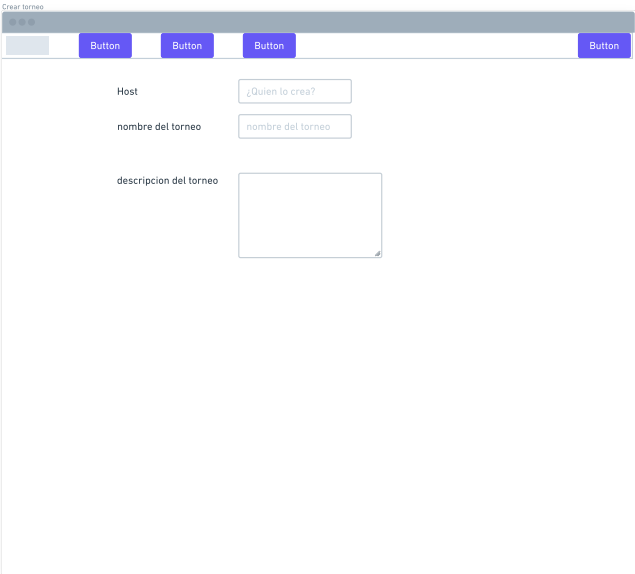 Crear torneo
Button Button Button Button
Host ¿Quien lo crea?
nombre del torneo nombre del torneo
descripcion del torneo